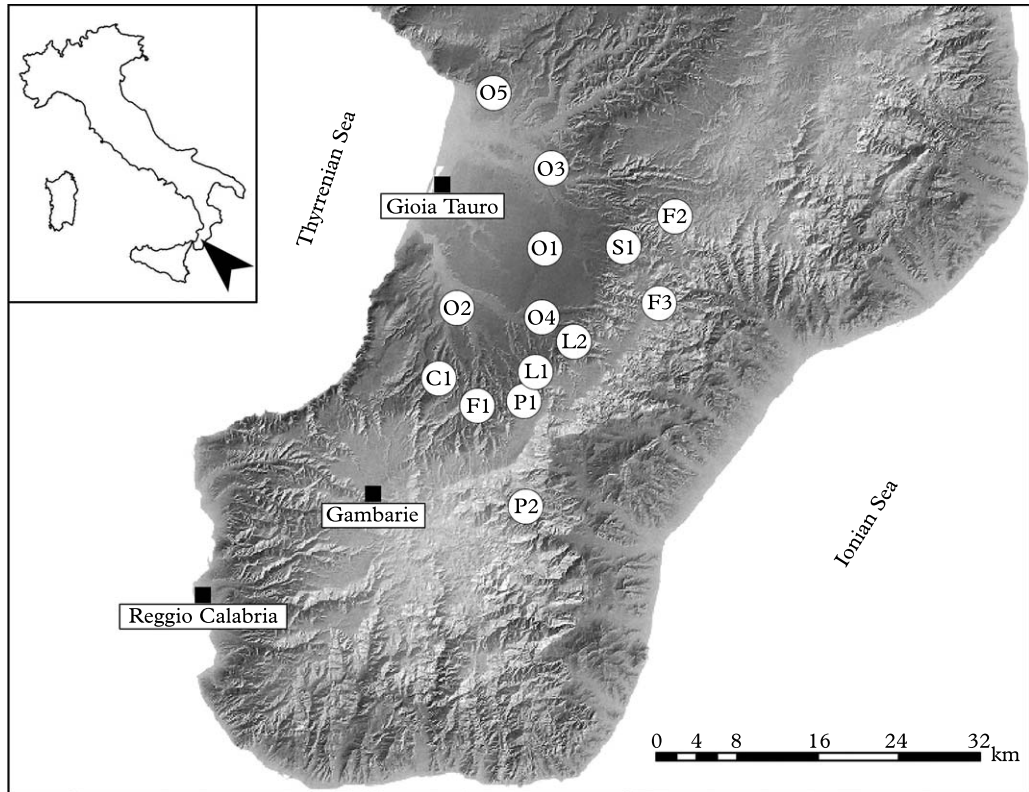 O5
Thyrrenian Sea
O3
Gioia Tauro
F2
O1
S1
F3
O2
O4
L2
L1
C1
P1
F1
P2
Gambarie
Ionian Sea
Reggio Calabria
0 4 8 16 24 32
km